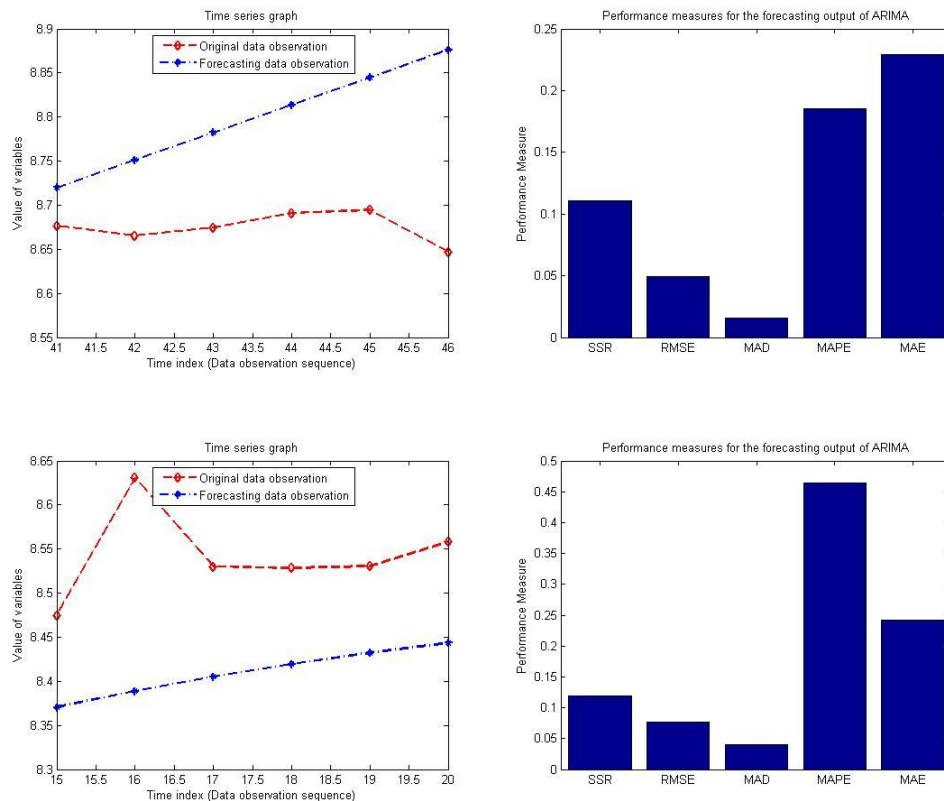 Time series graph
Original data observation
Forecasting data observation
Value of variables
8.9
8.85
8.8
8.75
8.7
8.65
8.6
8.55
41 41.5 42 42.5 43 43.5 44 44.5 45 45.5 46
Time index (Data observation sequence)
Performance measures for the forecasting output of ARIMA
Performance Measure
0.25
0.2
0.15
0.1
0.05
0
SSR RMSE MAD MAPE MAE
Time series graph
Original data observation
Forecasting data observation
Value of variables
8.65
8.6
8.55
8.5
8.45
8.4
8.35
8.3
15 15.5 16 16.5 17 17.5 18 18.5 19 19.5 20
Time index (Data observation sequence)
Performance measures for the forecasting output of ARIMA
Performance Measure
0.5
0.45
0.4
0.35
0.3
0.25
0.2
0.15
0.1
0.05
0
SSR RMSE MAD MAPE MAE